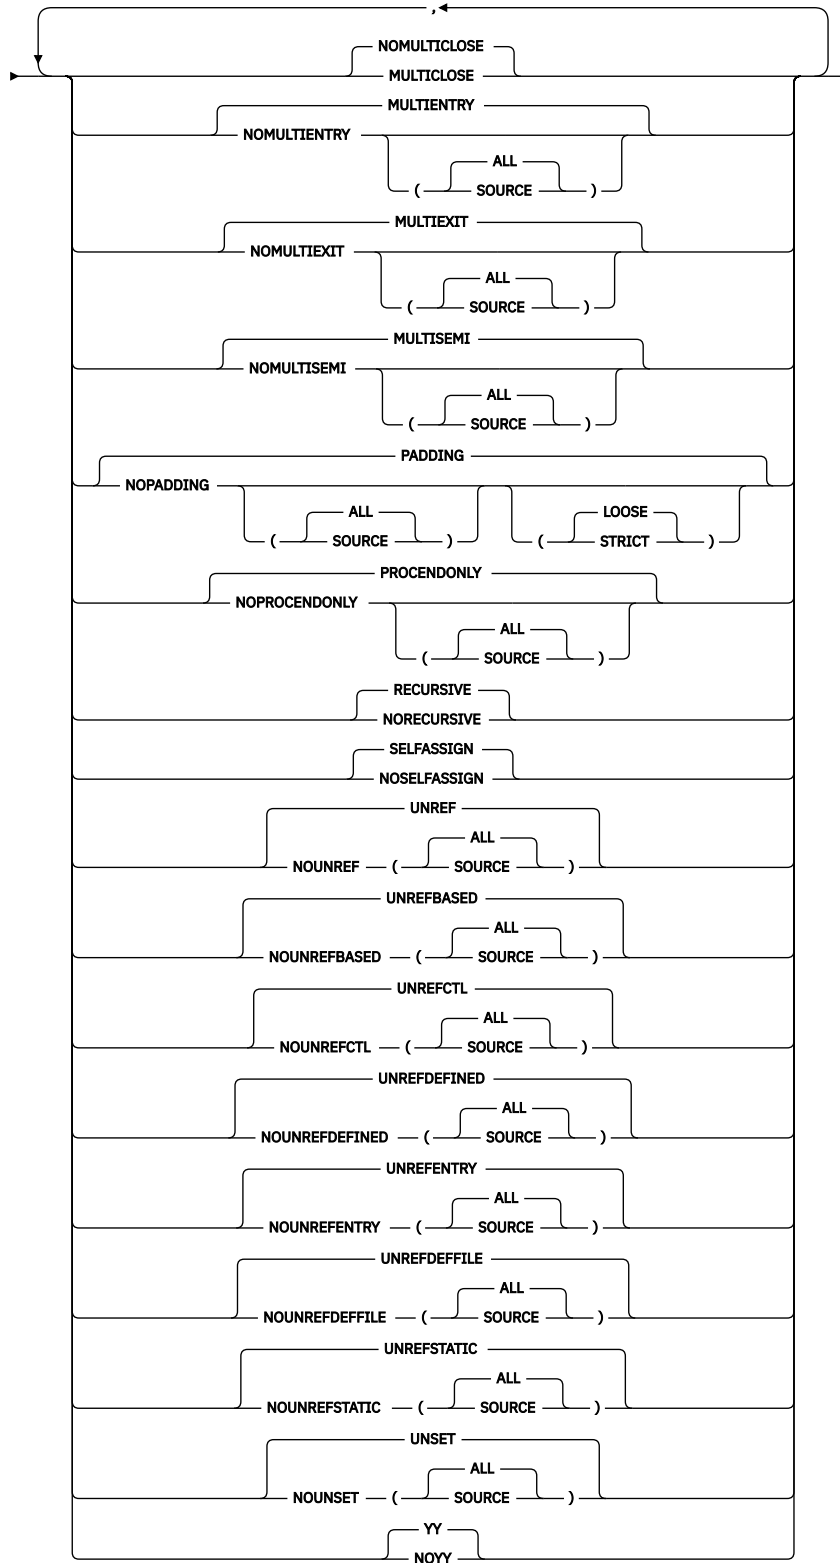 ,
NOMULTICLOSE
MULTICLOSE
MULTIENTRY
NOMULTIENTRY
ALL
( SOURCE )
MULTIEXIT
NOMULTIEXIT
ALL
( SOURCE )
MULTISEMI
NOMULTISEMI
ALL
( SOURCE )
PADDING
NOPADDING
ALL LOOSE
( SOURCE ) ( STRICT )
PROCENDONLY
NOPROCENDONLY
ALL
( SOURCE )
RECURSIVE
NORECURSIVE
SELFASSIGN
NOSELFASSIGN
UNREF
ALL
NOUNREF ( SOURCE )
UNREFBASED
ALL
NOUNREFBASED ( SOURCE )
UNREFCTL
ALL
NOUNREFCTL ( SOURCE )
UNREFDEFINED
ALL
NOUNREFDEFINED ( SOURCE )
UNREFENTRY
ALL
NOUNREFENTRY ( SOURCE )
UNREFDEFFILE
ALL
NOUNREFDEFFILE ( SOURCE )
UNREFSTATIC
ALL
NOUNREFSTATIC ( SOURCE )
UNSET
ALL
NOUNSET ( SOURCE )
YY
NOYY